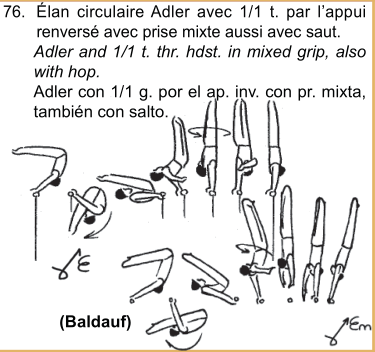 76. Élan circulaire Adler avec 1/1 t. par l'appui
renversé avec prise mixte aussi avec saut.
Adler and 1/1 t. thr. hdst. in mixed grip, also
with hop.
Adler con 1/1 g. por el ap. inv. con pr. mixta,
también con salto.
(Baldauf)